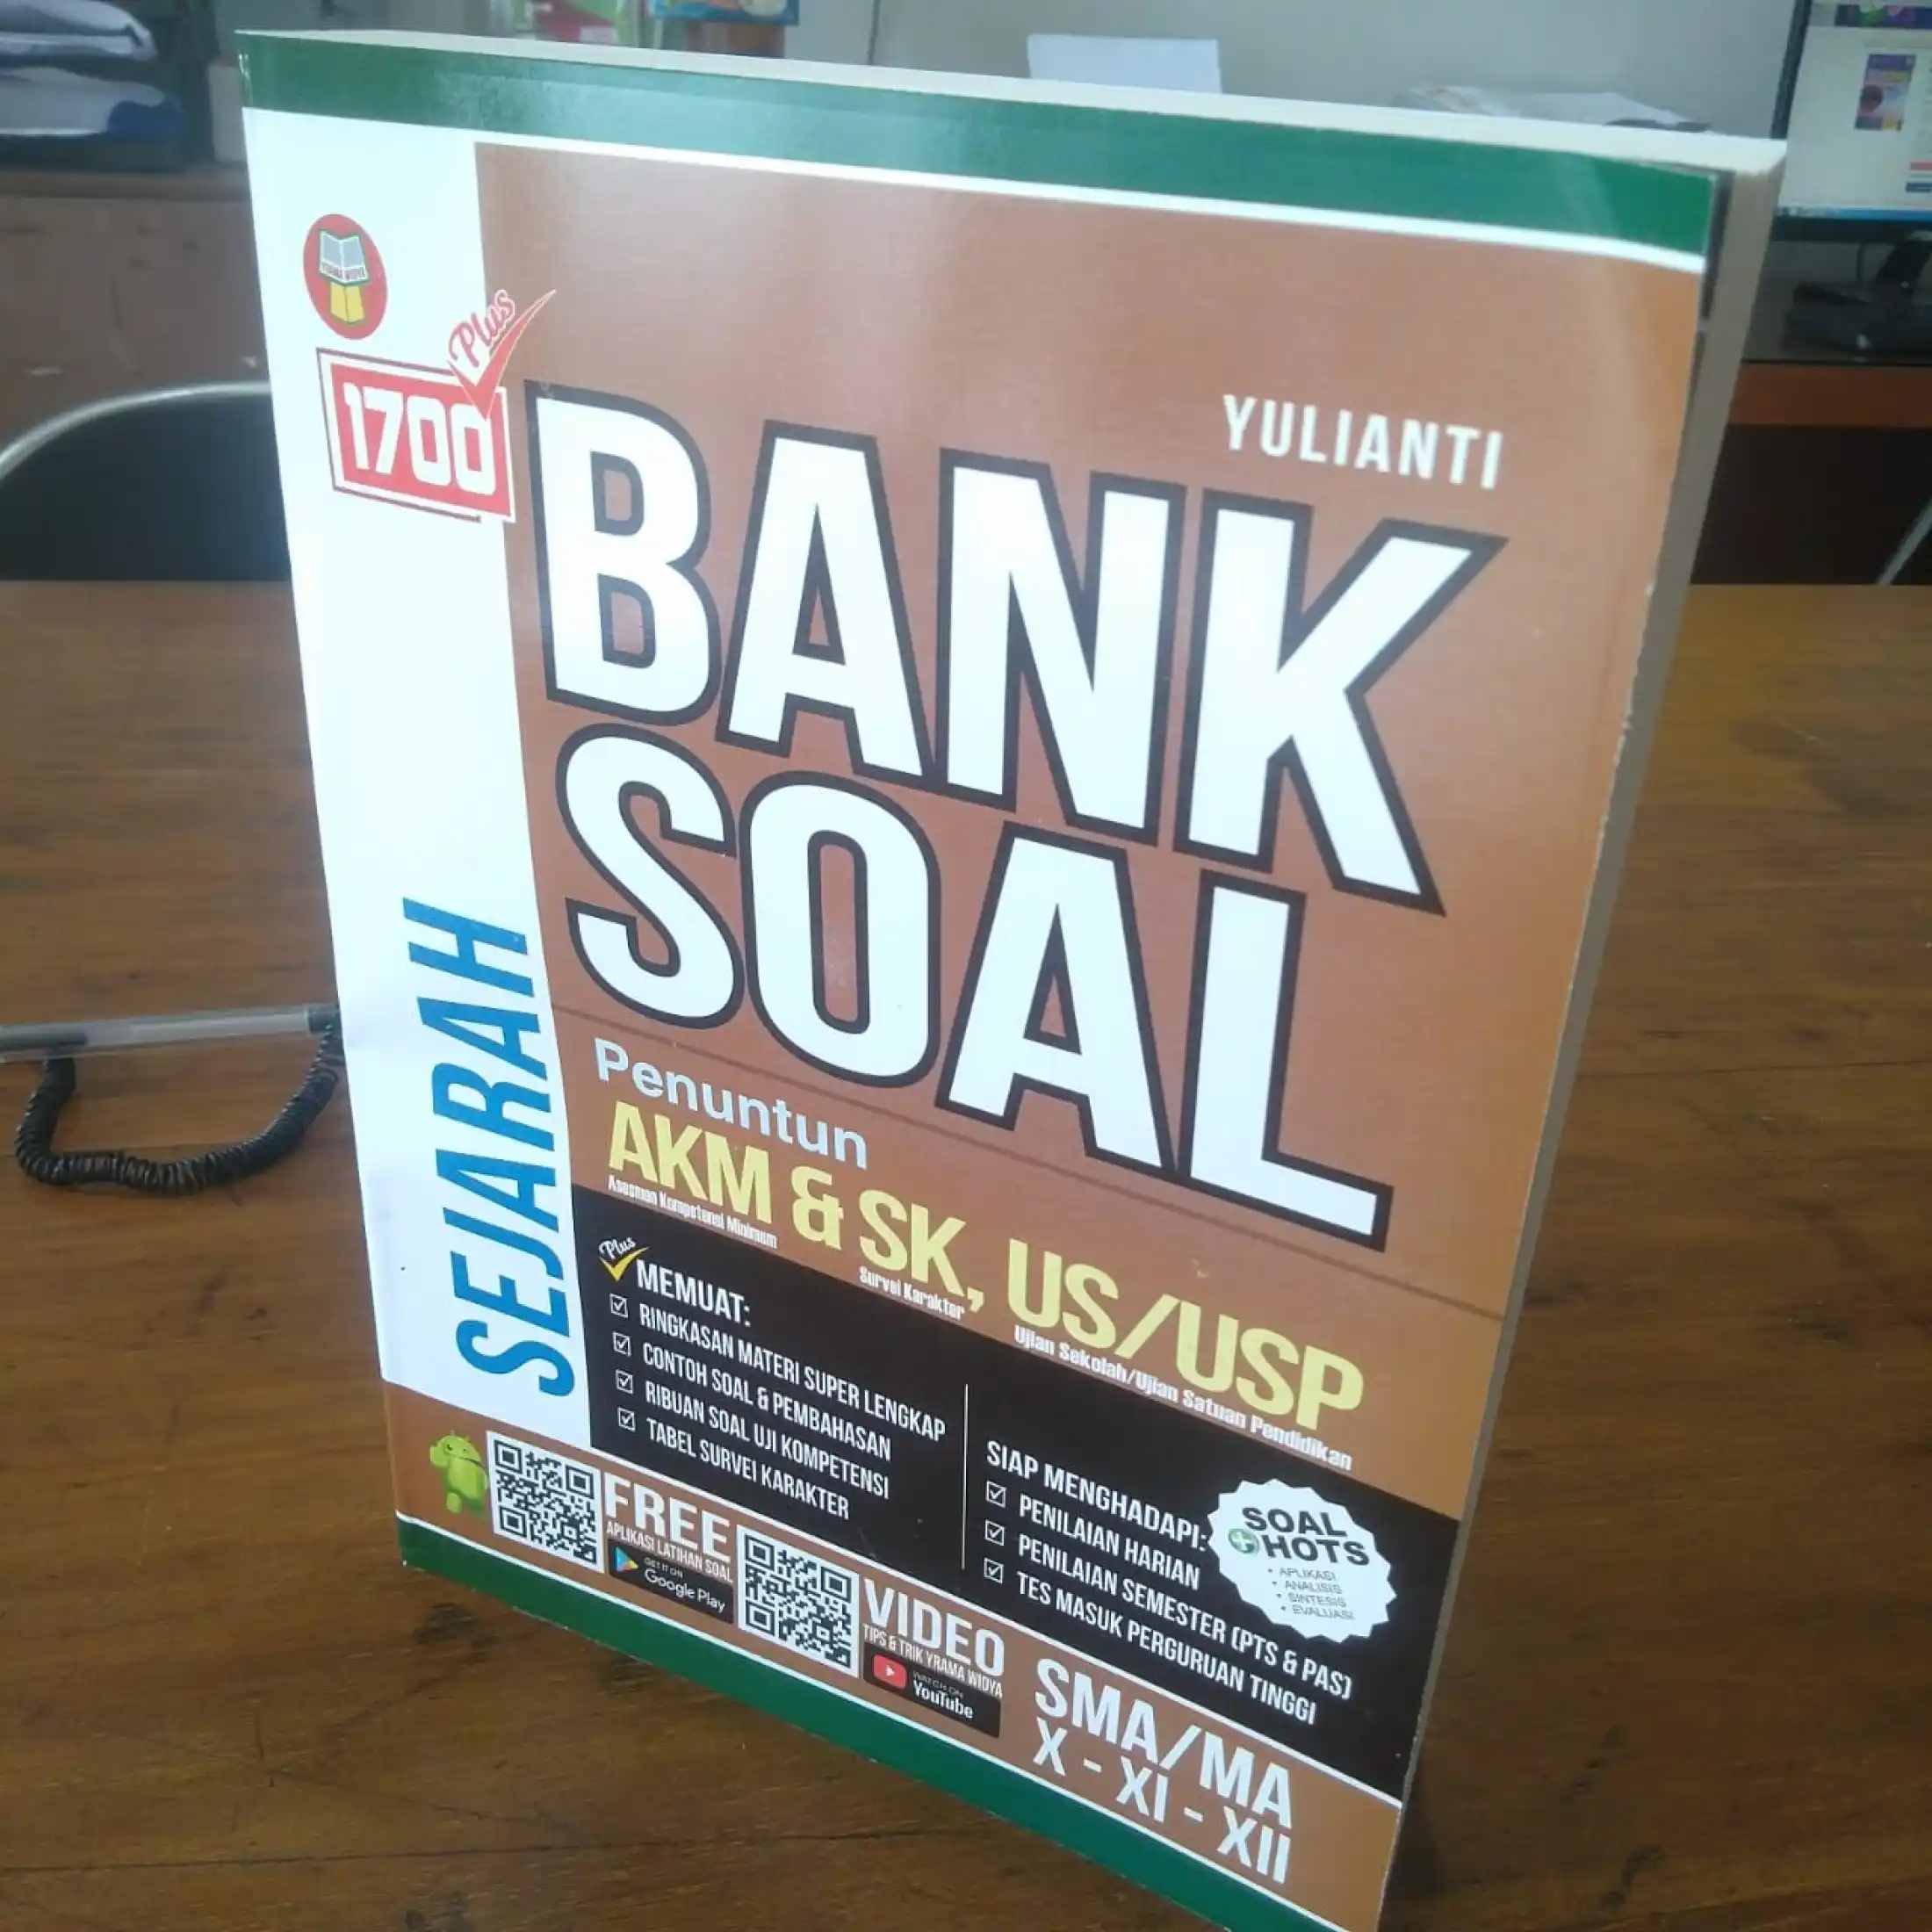 YRAMA WIDYA
Plus
1700
YULIANTI
BANK
SOAL
SEJARAH
Penuntun
AKM & SK, US/USP
Asesmen Kompetensi Minimum
Survei Karakter
Ujian Sekolah/Ujian Satuan Pendidikan
Plus
MEMUAT:
RINGKASAN MATERI SUPER LENGKAP
CONTOH SOAL & PEMBAHASAN
RIBUAN SOAL UJI KOMPETENSI
TABEL SURVEI KARAKTER
SIAP MENGHADAPI:
PENILAIAN HARIAN
PENILAIAN SEMESTER (PTS & PAS)
TES MASUK PERGURUAN TINGGI
SOAL
+HOTS
• APLIKASI
• ANALISIS
• SINTESIS
• EVALUASI
FREE
APLIKASI LATIHAN SOAL
GET IT ON
Google Play
VIDEO
TIPS & TRIK YRAMA WIDYA
WATCH ON
YouTube
SMA/MA
X - XI - XII